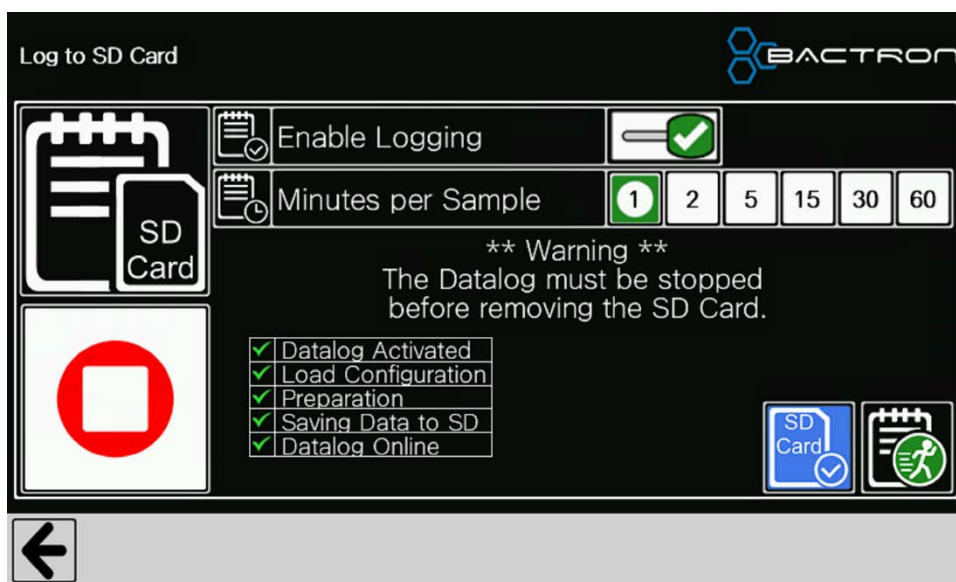 Log to SD Card
BACTRON
SD
Card
Enable Logging
Minutes per Sample
1 2 5 15 30 60
** Warning **
The Datalog must be stopped
before removing the SD Card.
Datalog Activated
Load Configuration
Preparation
Saving Data to SD
Datalog Online
SD
Card